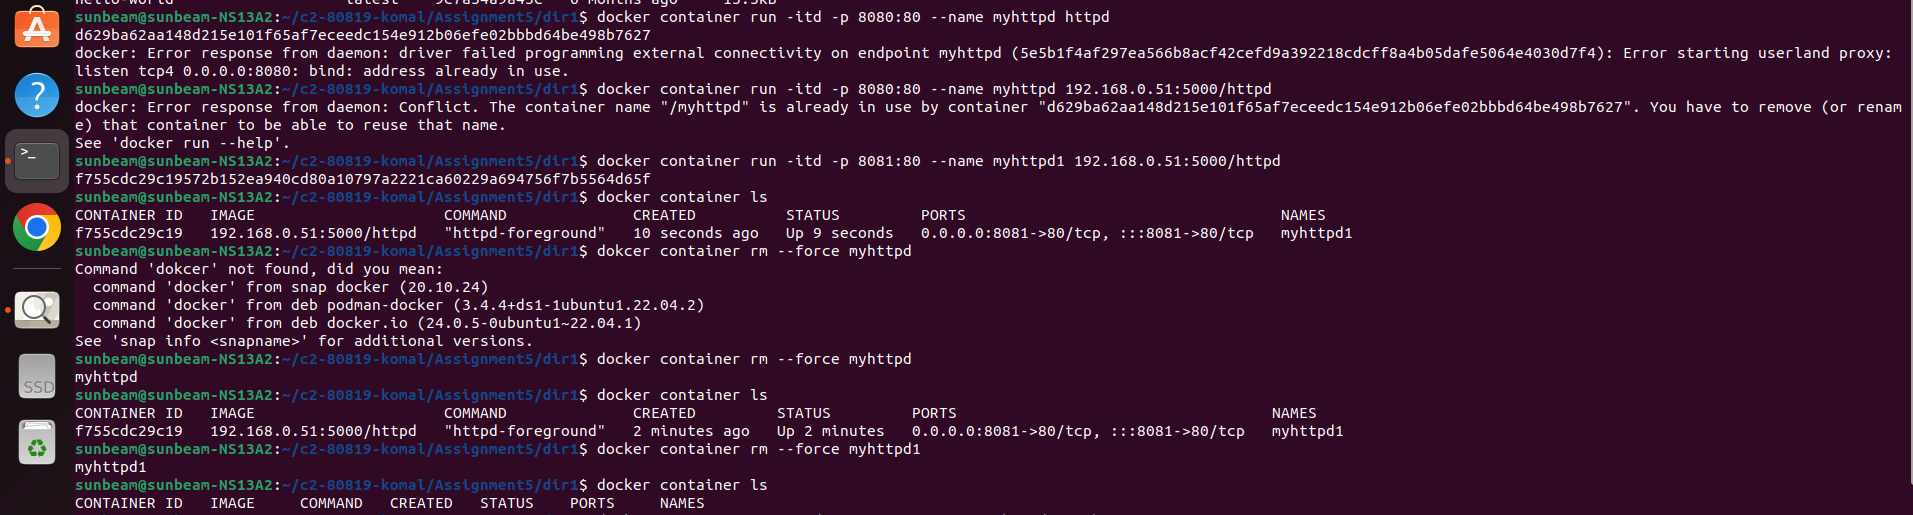 hello-world latest 9c7a54a9a43c 6 months ago 13.3kB
sunbeam@sunbeam-NS13A2:~/c2-80819-komal/Assignment5/dir1$ docker container run -itd -p 8080:80 --name myhttpd httpd
d629ba62aa148d215e101f65af7eceedc154e912b06efe02bbbd64be498b7627
docker: Error response from daemon: driver failed programming external connectivity on endpoint myhttpd (5e5b1f4af297ea566b8acf42cefd9a392218cdcff8a4b05dafe5064e4030d7f4): Error starting userland proxy:
listen tcp4 0.0.0.0:8080: bind: address already in use.
sunbeam@sunbeam-NS13A2:~/c2-80819-komal/Assignment5/dir1$ docker container run -itd -p 8080:80 --name myhttpd 192.168.0.51:5000/httpd
docker: Error response from daemon: Conflict. The container name "/myhttpd" is already in use by container "d629ba62aa148d215e101f65af7eceedc154e912b06efe02bbbd64be498b7627". You have to remove (or renam
e) that container to be able to reuse that name.
See 'docker run --help'.
sunbeam@sunbeam-NS13A2:~/c2-80819-komal/Assignment5/dir1$ docker container run -itd -p 8081:80 --name myhttpd1 192.168.0.51:5000/httpd
f755cdc29c19572b152ea940cd80a10797a2221ca60229a694756f7b5564d65f
sunbeam@sunbeam-NS13A2:~/c2-80819-komal/Assignment5/dir1$ docker container ls
CONTAINER ID IMAGE COMMAND CREATED STATUS PORTS NAMES
f755cdc29c19 192.168.0.51:5000/httpd "httpd-foreground" 10 seconds ago Up 9 seconds 0.0.0.0:8081->80/tcp, :::8081->80/tcp myhttpd1
sunbeam@sunbeam-NS13A2:~/c2-80819-komal/Assignment5/dir1$ dokcer container rm --force myhttpd
Command 'dokcer' not found, did you mean:
command 'docker' from snap docker (20.10.24)
command 'docker' from deb podman-docker (3.4.4+ds1-1ubuntu1.22.04.2)
command 'docker' from deb docker.io (24.0.5-0ubuntu1~22.04.1)
See 'snap info <snapname>' for additional versions.
sunbeam@sunbeam-NS13A2:~/c2-80819-komal/Assignment5/dir1$ docker container rm --force myhttpd
myhttpd
sunbeam@sunbeam-NS13A2:~/c2-80819-komal/Assignment5/dir1$ docker container ls
CONTAINER ID IMAGE COMMAND CREATED STATUS PORTS NAMES
f755cdc29c19 192.168.0.51:5000/httpd "httpd-foreground" 2 minutes ago Up 2 minutes 0.0.0.0:8081->80/tcp, :::8081->80/tcp myhttpd1
sunbeam@sunbeam-NS13A2:~/c2-80819-komal/Assignment5/dir1$ docker container rm --force myhttpd1
myhttpd1
sunbeam@sunbeam-NS13A2:~/c2-80819-komal/Assignment5/dir1$ docker container ls
CONTAINER ID IMAGE COMMAND CREATED STATUS PORTS NAMES
SSD